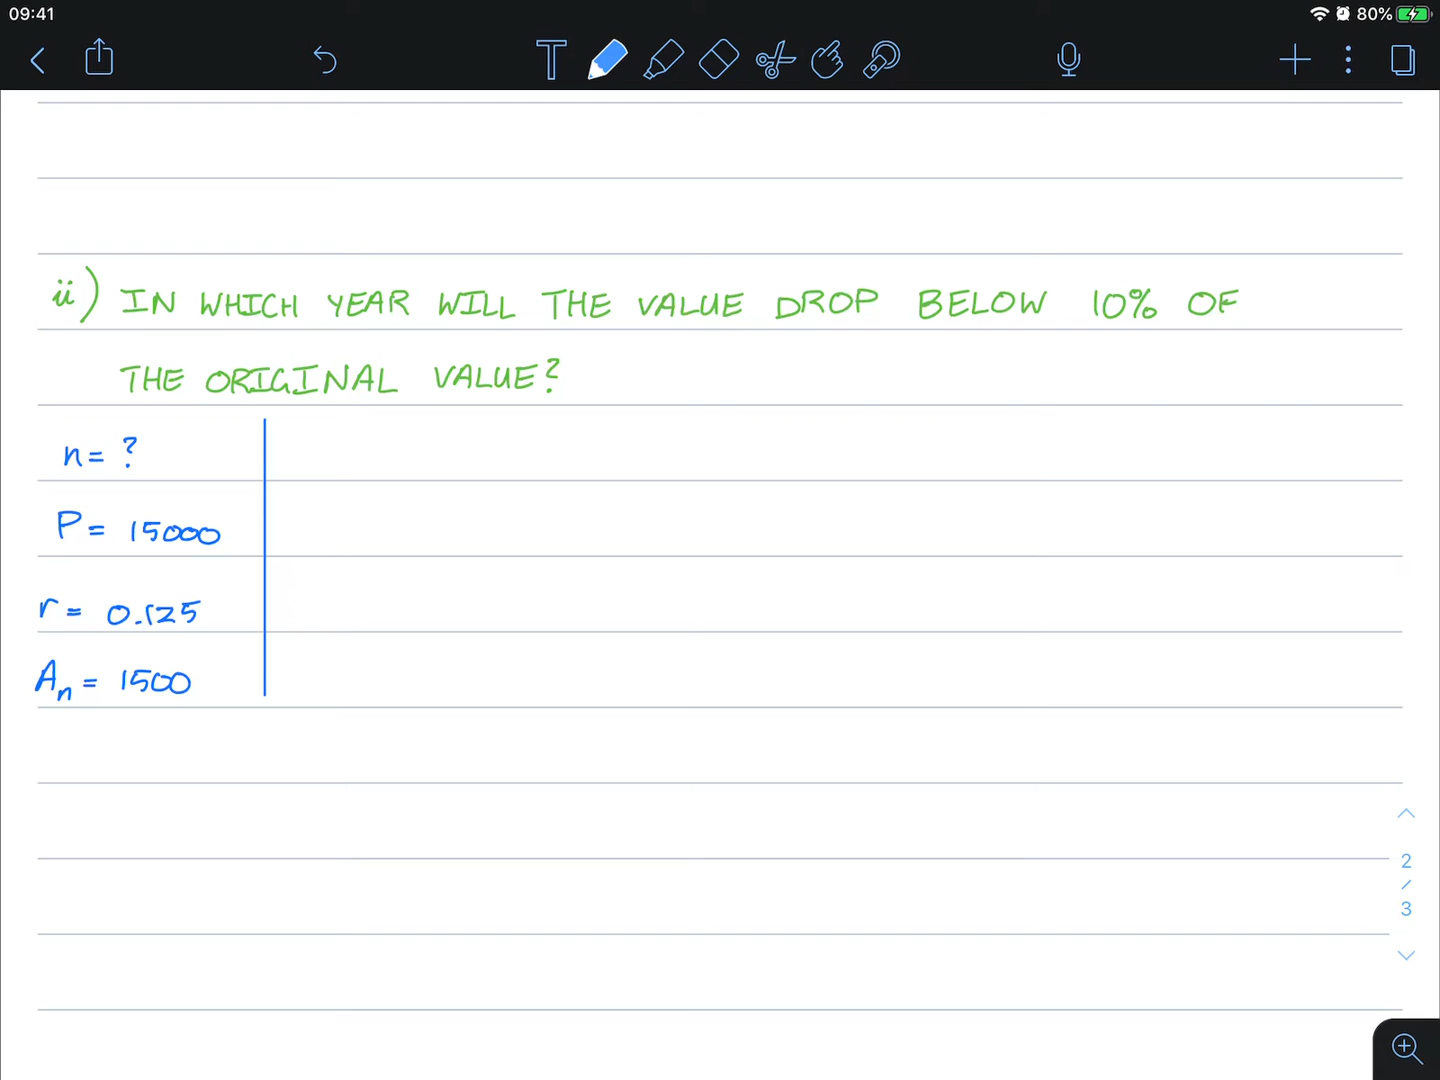 09:41
80%
ii) IN WHICH YEAR WILL THE VALUE DROP BELOW 10% OF
THE ORIGINAL VALUE?
n = ?
P = 15000
r = 0.125
Aₙ = 1500
2
/
3